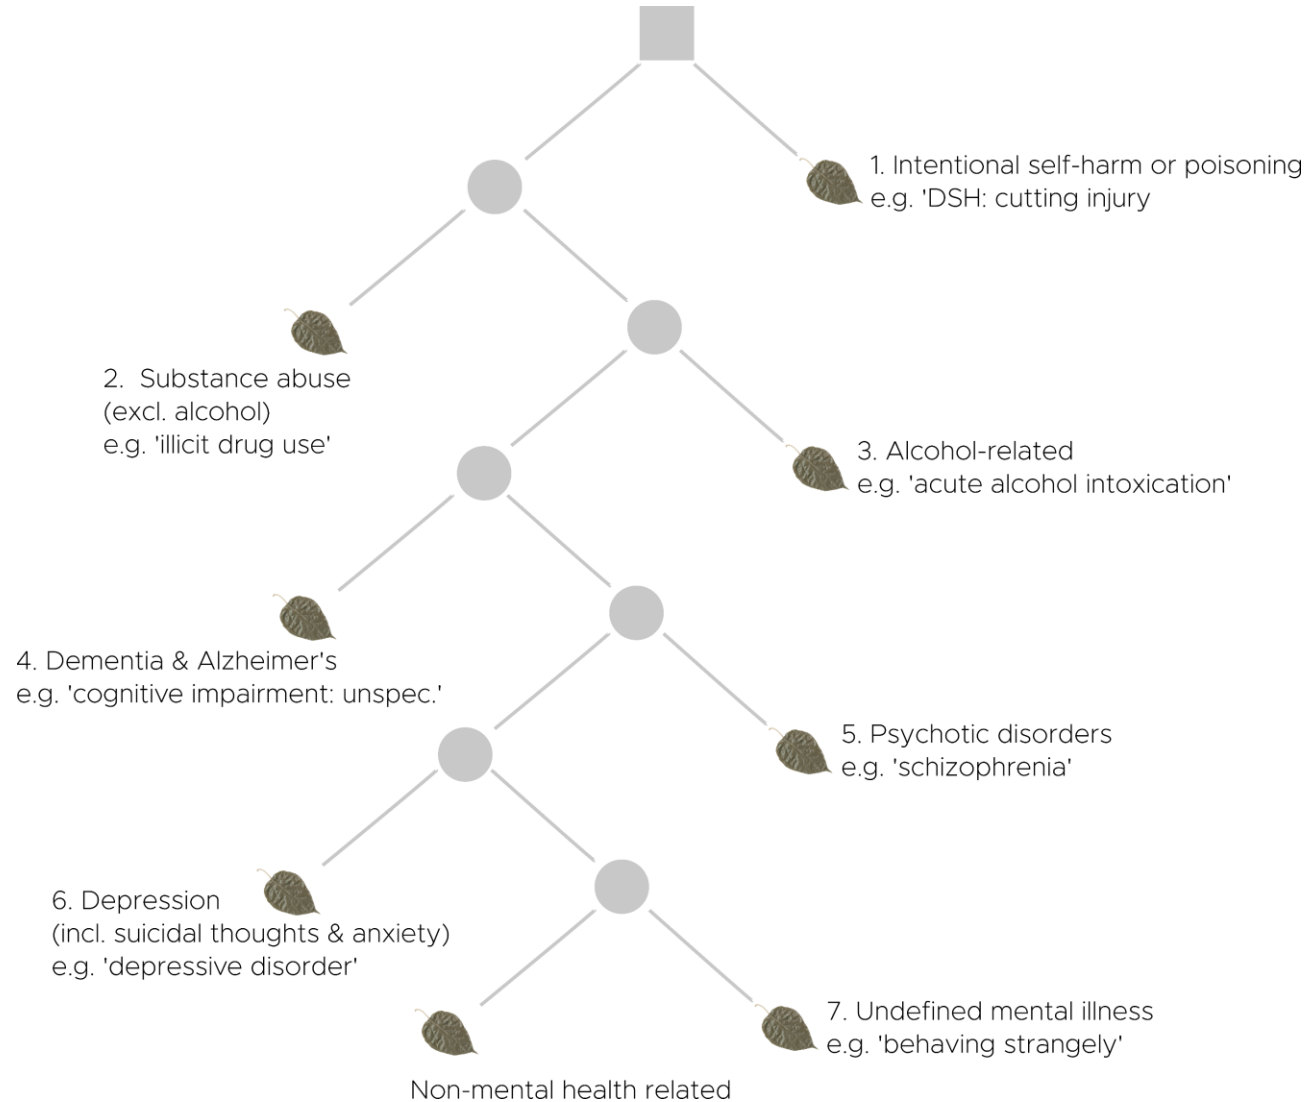 1. Intentional self-harm or poisoning
e.g. 'DSH: cutting injury
2.  Substance abuse
(excl. alcohol)
e.g. 'illicit drug use'
3. Alcohol-related
e.g. 'acute alcohol intoxication'
4. Dementia & Alzheimer's
e.g. 'cognitive impairment: unspec.'
5. Psychotic disorders
e.g. 'schizophrenia'
6. Depression
(incl. suicidal thoughts & anxiety)
e.g. 'depressive disorder'
7. Undefined mental illness
e.g. 'behaving strangely'
Non-mental health related